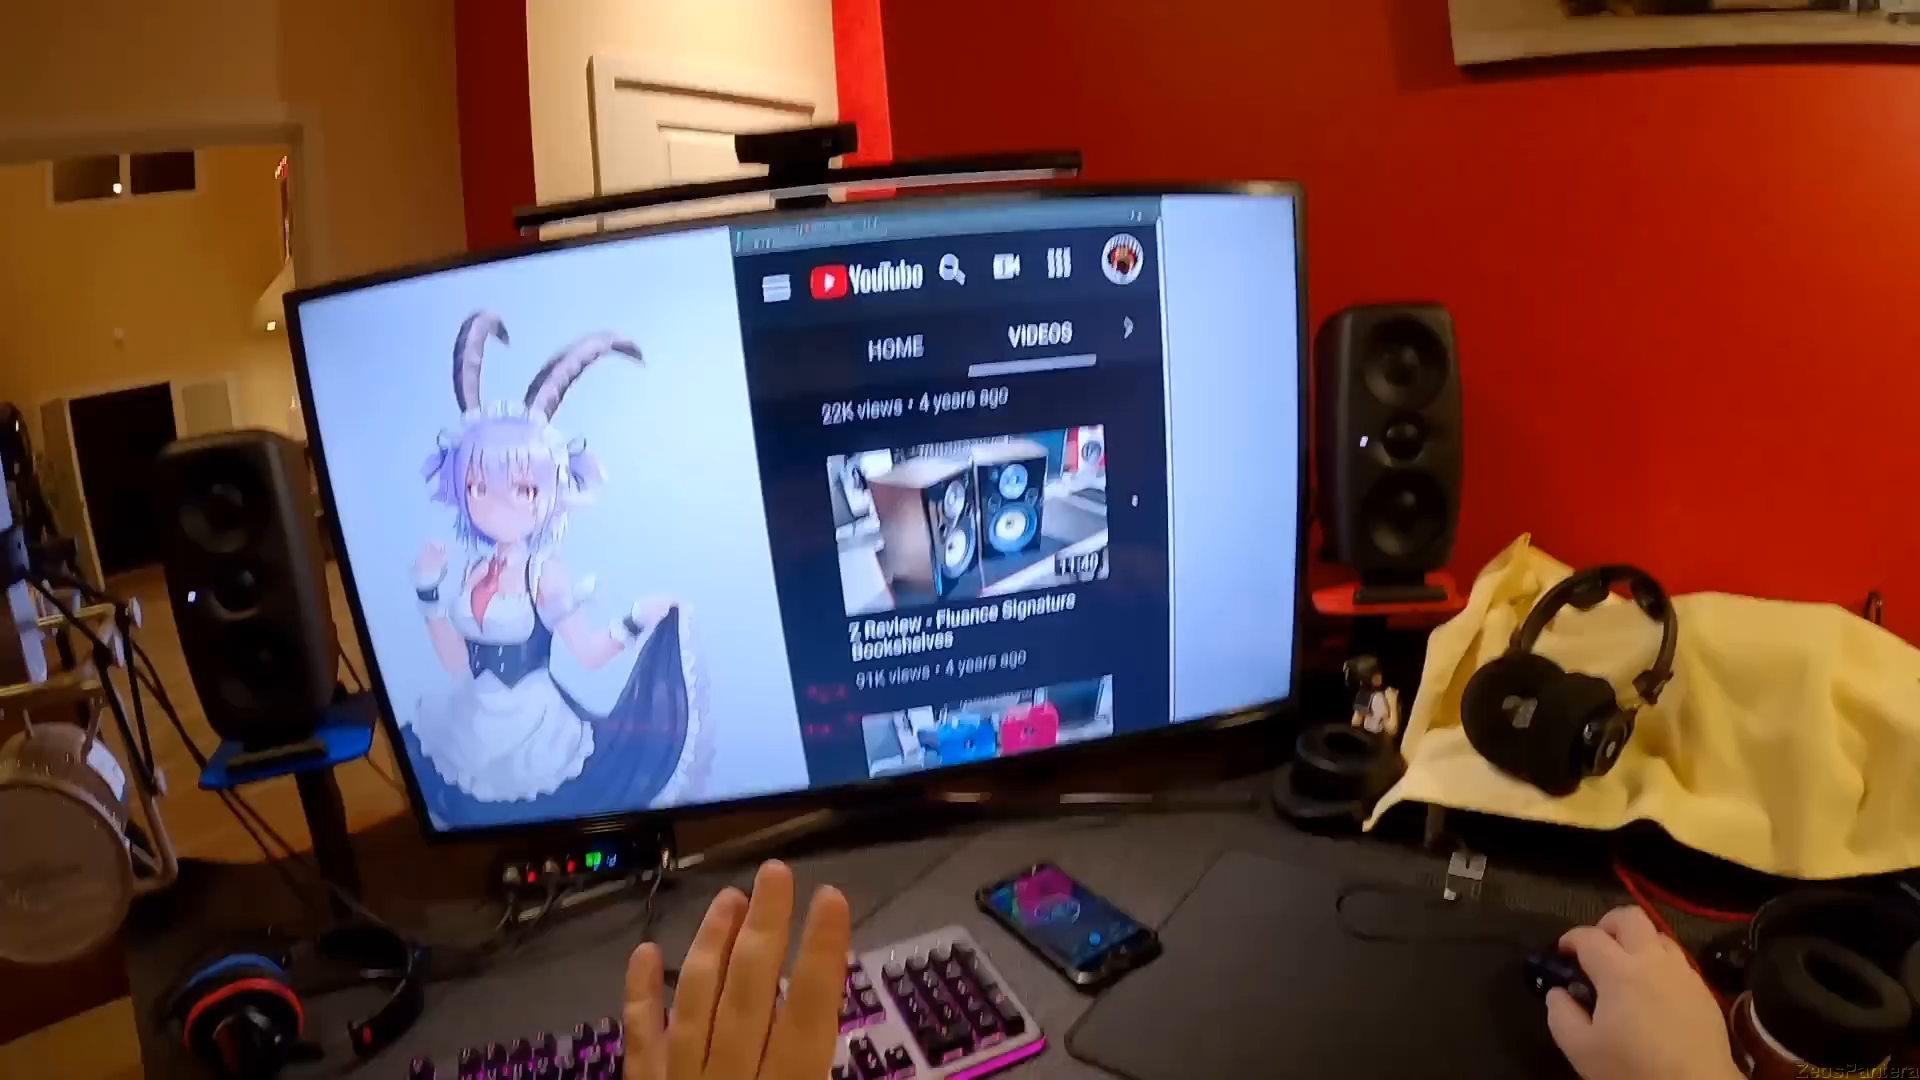 YouTube
HOME
VIDEOS
22K views • 4 years ago
11:40
Z Review - Fluance Signature
Bookshelves
91K views • 4 years ago
ZeosPantera